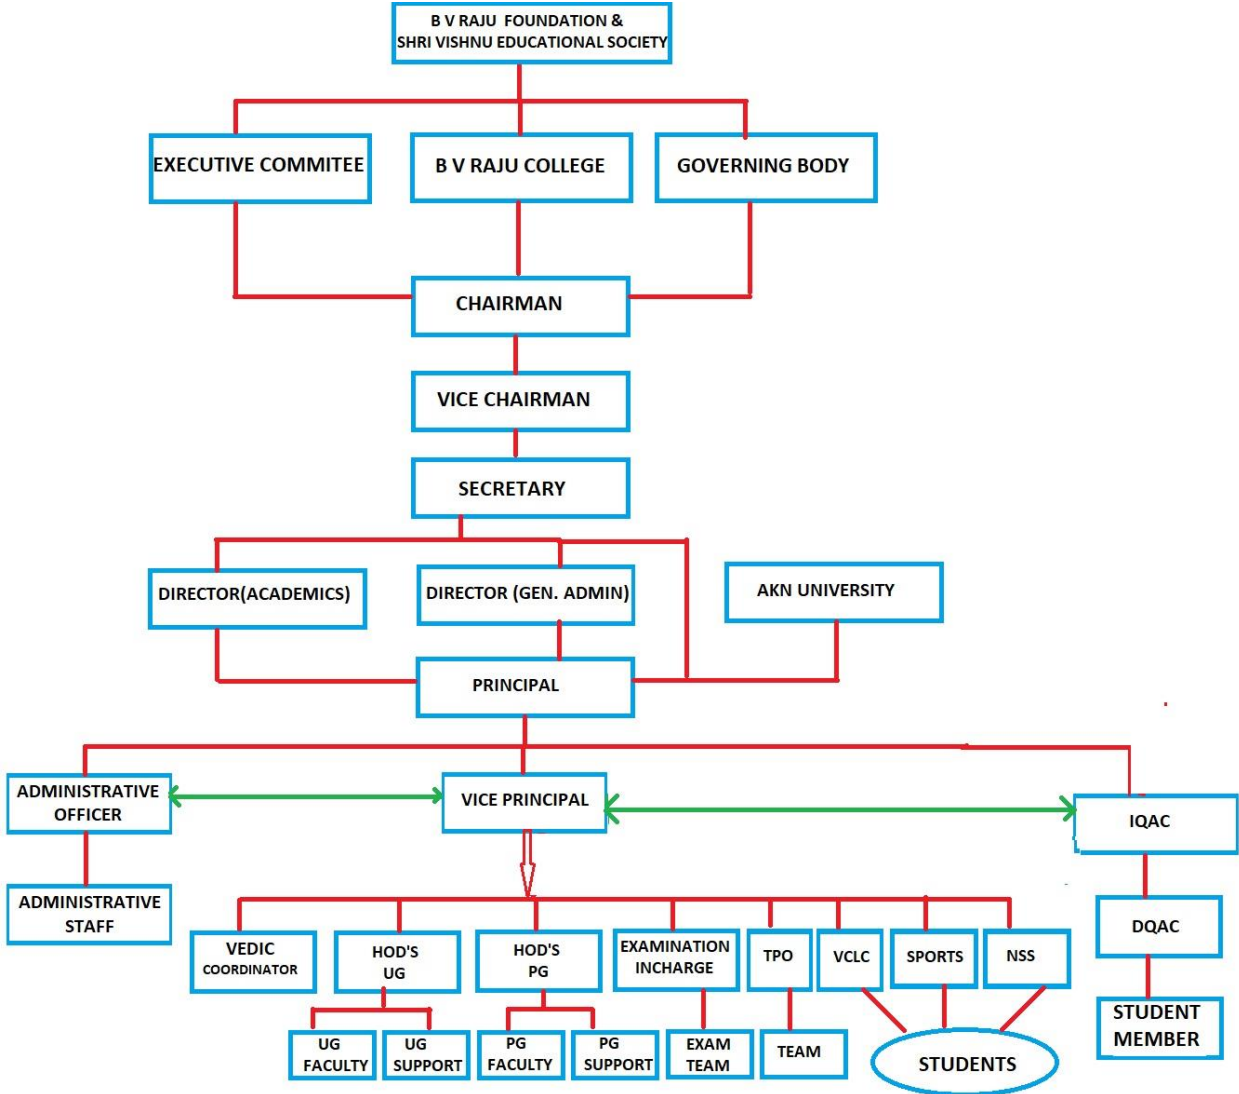 B V RAJU  FOUNDATION &
SHRI VISHNU EDUCATIONAL SOCIETY
EXECUTIVE COMMITEE
B V RAJU COLLEGE
GOVERNING BODY
CHAIRMAN
VICE CHAIRMAN
SECRETARY
DIRECTOR(ACADEMICS)
DIRECTOR (GEN. ADMIN)
AKN UNIVERSITY
PRINCIPAL
ADMINISTRATIVE
OFFICER
VICE PRINCIPAL
IQAC
ADMINISTRATIVE
STAFF
VEDIC
COORDINATOR
HOD'S
UG
HOD'S
PG
EXAMINATION
INCHARGE
TPO
VCLC
SPORTS
NSS
DQAC
UG
FACULTY
UG
SUPPORT
PG
FACULTY
PG
SUPPORT
EXAM
TEAM
TEAM
STUDENTS
STUDENT
MEMBER